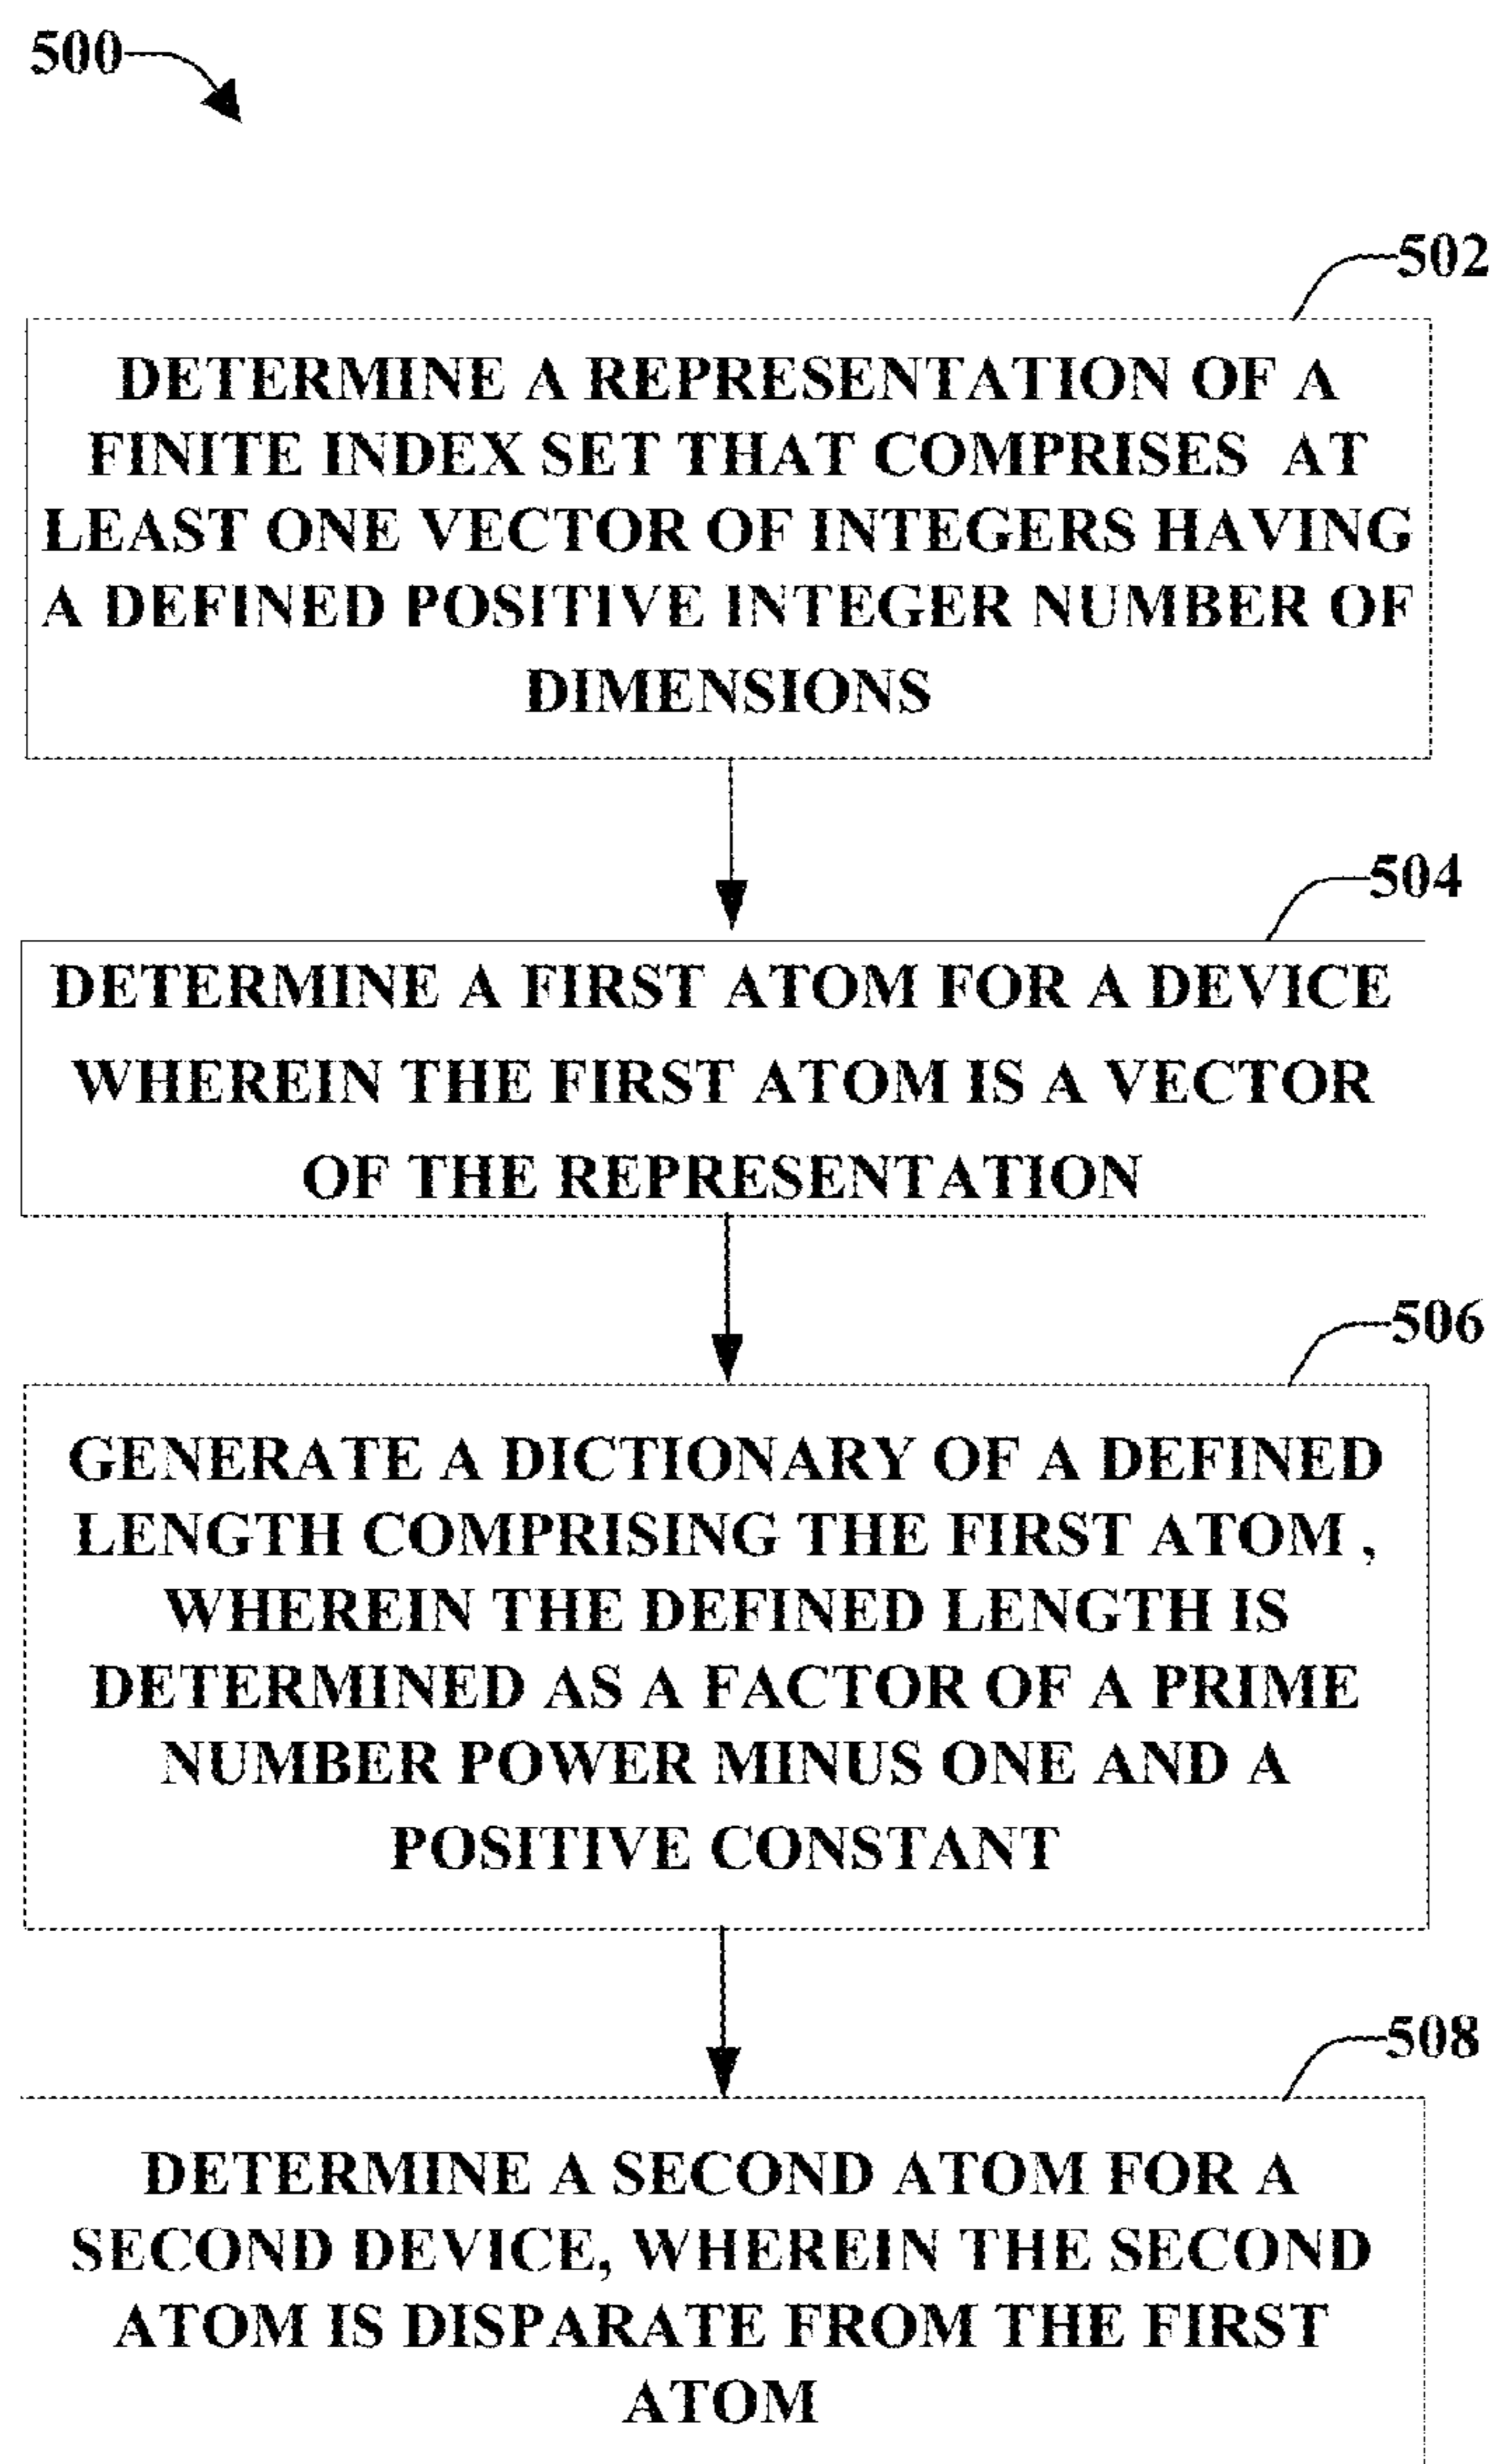 500
502
DETERMINE A REPRESENTATION OF A
FINITE INDEX SET THAT COMPRISES AT
LEAST ONE VECTOR OF INTEGERS HAVING
A DEFINED POSITIVE INTEGER NUMBER OF
DIMENSIONS
504
DETERMINE A FIRST ATOM FOR A DEVICE
WHEREIN THE FIRST ATOM IS A VECTOR
OF THE REPRESENTATION
506
GENERATE A DICTIONARY OF A DEFINED
LENGTH COMPRISING THE FIRST ATOM ,
WHEREIN THE DEFINED LENGTH IS
DETERMINED AS A FACTOR OF A PRIME
NUMBER POWER MINUS ONE AND A
POSITIVE CONSTANT
508
DETERMINE A SECOND ATOM FOR A
SECOND DEVICE, WHEREIN THE SECOND
ATOM IS DISPARATE FROM THE FIRST
ATOM